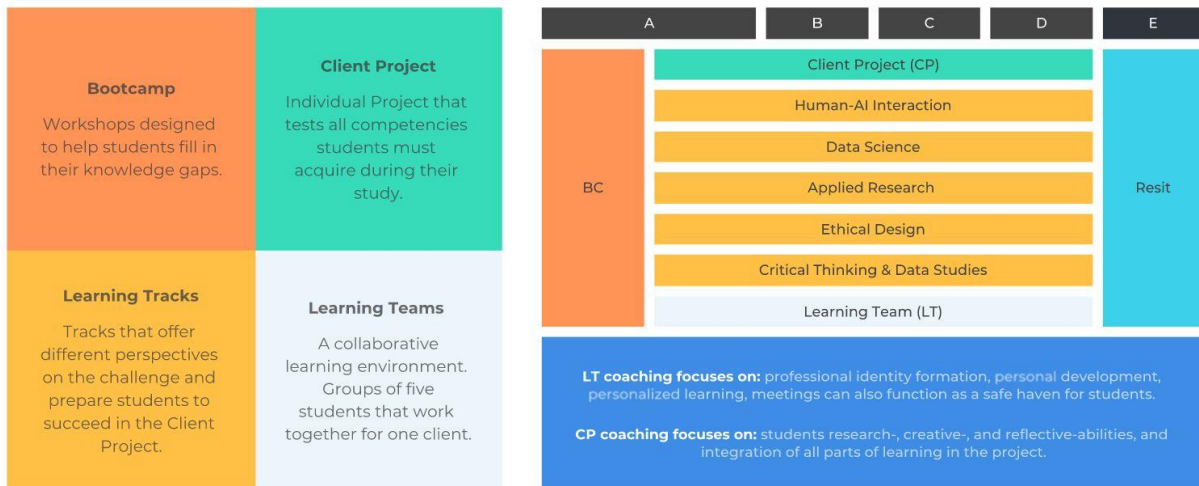 Bootcamp
Workshops designed
to help students fill in
their knowledge gaps.
Client Project
Individual Project that
tests all competencies
students must
acquire during their
study.
Learning Tracks
Tracks that offer
different perspectives
on the challenge and
prepare students to
succeed in the Client
Project.
Learning Teams
A collaborative
learning environment.
Groups of five
students that work
together for one client.
A
B
C
D
E
BC
Client Project (CP)
Human-AI Interaction
Data Science
Applied Research
Ethical Design
Critical Thinking & Data Studies
Learning Team (LT)
Resit
LT coaching focuses on: professional identity formation, personal development,
personalized learning, meetings can also function as a safe haven for students.
CP coaching focuses on: students research-, creative-, and reflective-abilities, and
integration of all parts of learning in the project.